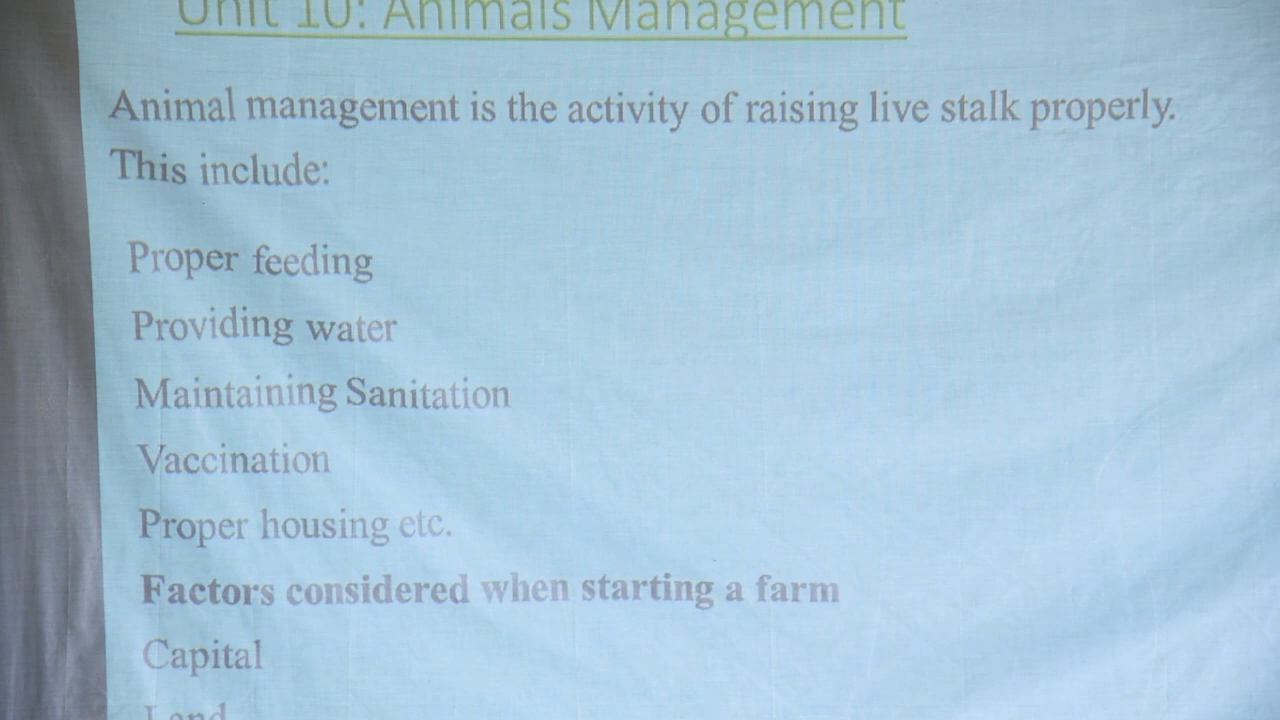 Unit 10: Animals Management
Animal management is the activity of raising live stalk properly.
This include:
Proper feeding
Providing water
Maintaining Sanitation
Vaccination
Proper housing etc.
Factors considered when starting a farm
Capital
Land